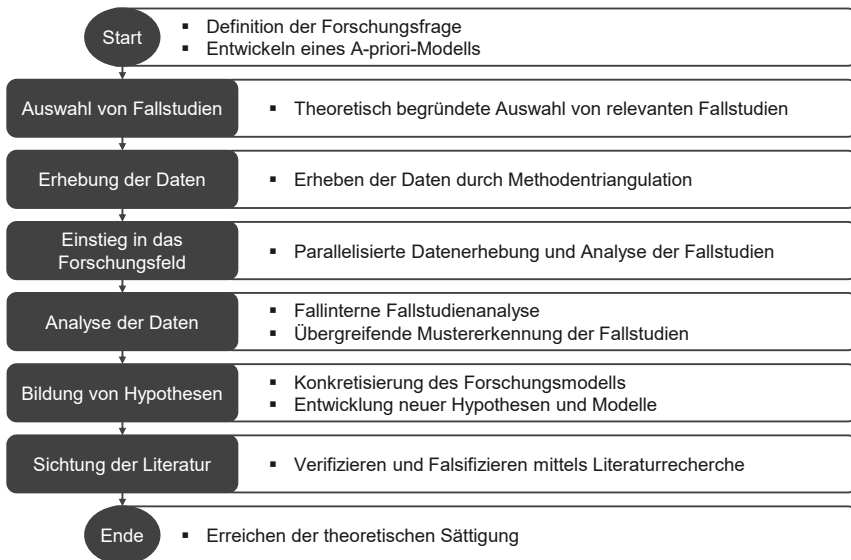 Start
▪ Definition der Forschungsfrage
▪ Entwickeln eines A-priori-Modells
Auswahl von Fallstudien
▪ Theoretisch begründete Auswahl von relevanten Fallstudien
Erhebung der Daten
▪ Erheben der Daten durch Methodentriangulation
Einstieg in das
Forschungsfeld
▪ Parallelisierte Datenerhebung und Analyse der Fallstudien
Analyse der Daten
▪ Fallinterne Fallstudienanalyse
▪ Übergreifende Mustererkennung der Fallstudien
Bildung von Hypothesen
▪ Konkretisierung des Forschungsmodells
▪ Entwicklung neuer Hypothesen und Modelle
Sichtung der Literatur
▪ Verifizieren und Falsifizieren mittels Literaturrecherche
Ende
▪ Erreichen der theoretischen Sättigung